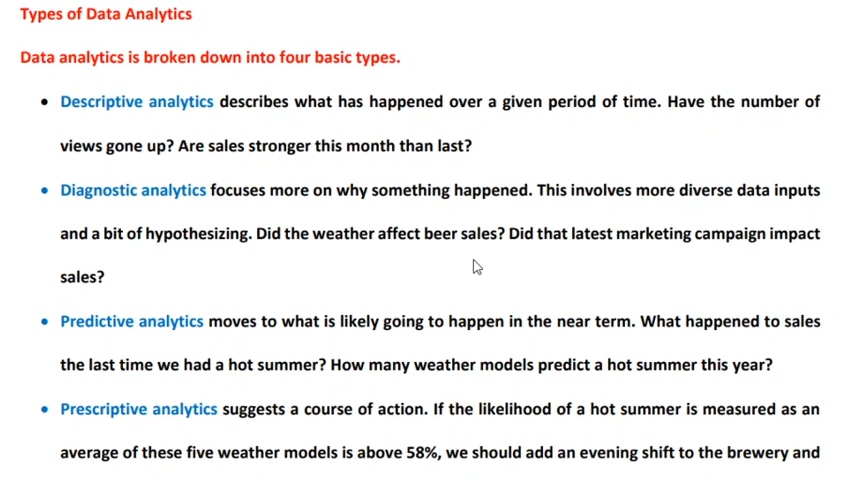 Types of Data Analytics
Data analytics is broken down into four basic types.
• Descriptive analytics describes what has happened over a given period of time. Have the number of
views gone up? Are sales stronger this month than last?
• Diagnostic analytics focuses more on why something happened. This involves more diverse data inputs
and a bit of hypothesizing. Did the weather affect beer sales? Did that latest marketing campaign impact
sales?
• Predictive analytics moves to what is likely going to happen in the near term. What happened to sales
the last time we had a hot summer? How many weather models predict a hot summer this year?
• Prescriptive analytics suggests a course of action. If the likelihood of a hot summer is measured as an
average of these five weather models is above 58%, we should add an evening shift to the brewery and